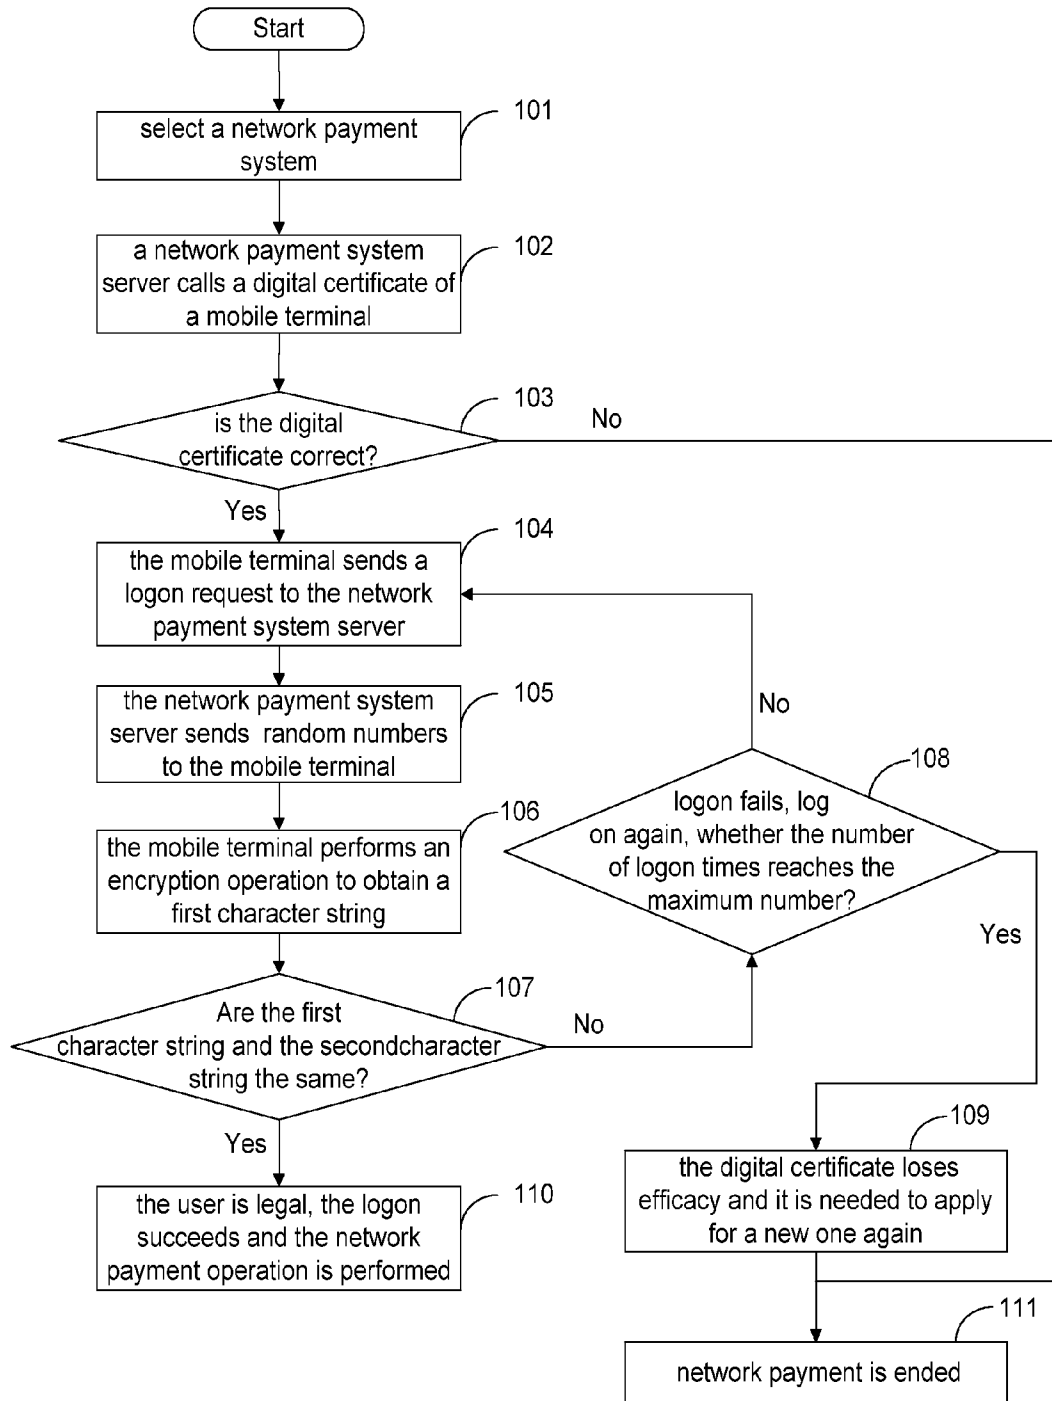 Start
101
select a network payment
system
102
a network payment system
server calls a digital certificate of
a mobile terminal
103
is the digital
certificate correct?
No
Yes
104
the mobile terminal sends a
logon request to the network
payment system server
105
the network payment system
server sends random numbers
to the mobile terminal
No
108
logon fails, log
on again, whether the number
of logon times reaches the
maximum number?
106
the mobile terminal performs an
encryption operation to obtain a
first character string
Yes
107
Are the first
character string and the secondcharacter
string the same?
No
Yes
109
the digital certificate loses
efficacy and it is needed to apply
for a new one again
110
the user is legal, the logon
succeeds and the network
payment operation is performed
111
network payment is ended